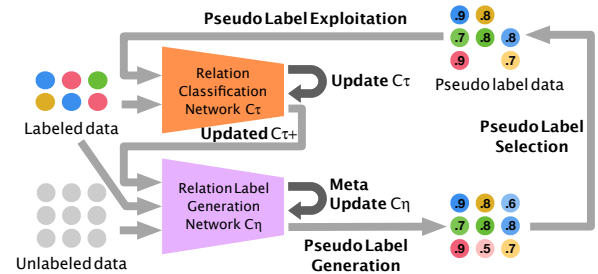 Pseudo Label Exploitation
.9 .8
.7 .8 .8
.9 .7
Pseudo label data
Relation
Classification
Network Cτ
Update Cτ
Labeled data
Updated Cτ+
Pseudo Label
Selection
Relation Label
Generation
Network Cη
Meta
Update Cη
.9 .8 .6
.7 .8 .8
.9 .5 .7
Unlabeled data
Pseudo Label
Generation